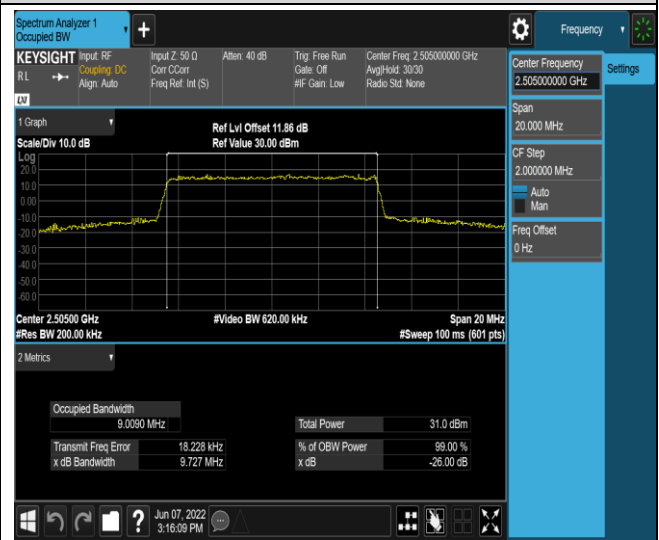 Spectrum Analyzer 1
Occupied BW
+
Frequency
KEYSIGHT
Input: RF
Coupling: DC
Align: Auto
Input Z: 50 Ω
Corr CCorr
Freq Ref: Int (S)
Atten: 40 dB
Trig: Free Run
Gate: Off
#IF Gain: Low
Center Freq: 2.505000000 GHz
Avg|Hold: 30/30
Radio Std: None
R L
LXI
Center Frequency
2.505000000 GHz
Settings
Span
20.000 MHz
CF Step
2.000000 MHz
Auto
Man
Freq Offset
0 Hz
1 Graph
Scale/Div 10.0 dB
Ref Lvl Offset 11.86 dB
Ref Value 30.00 dBm
Log
20.0
10.0
0.00
-10.0
-20.0
-30.0
-40.0
-50.0
-60.0
Center 2.50500 GHz
#Video BW 620.00 kHz
Span 20 MHz
#Res BW 200.00 kHz
#Sweep 100 ms (601 pts)
2 Metrics
Occupied Bandwidth
9.0090 MHz
Total Power 31.0 dBm
Transmit Freq Error 18.228 kHz
% of OBW Power 99.00 %
x dB Bandwidth 9.727 MHz
x dB -26.00 dB
?
Jun 07, 2022
3:16:09 PM